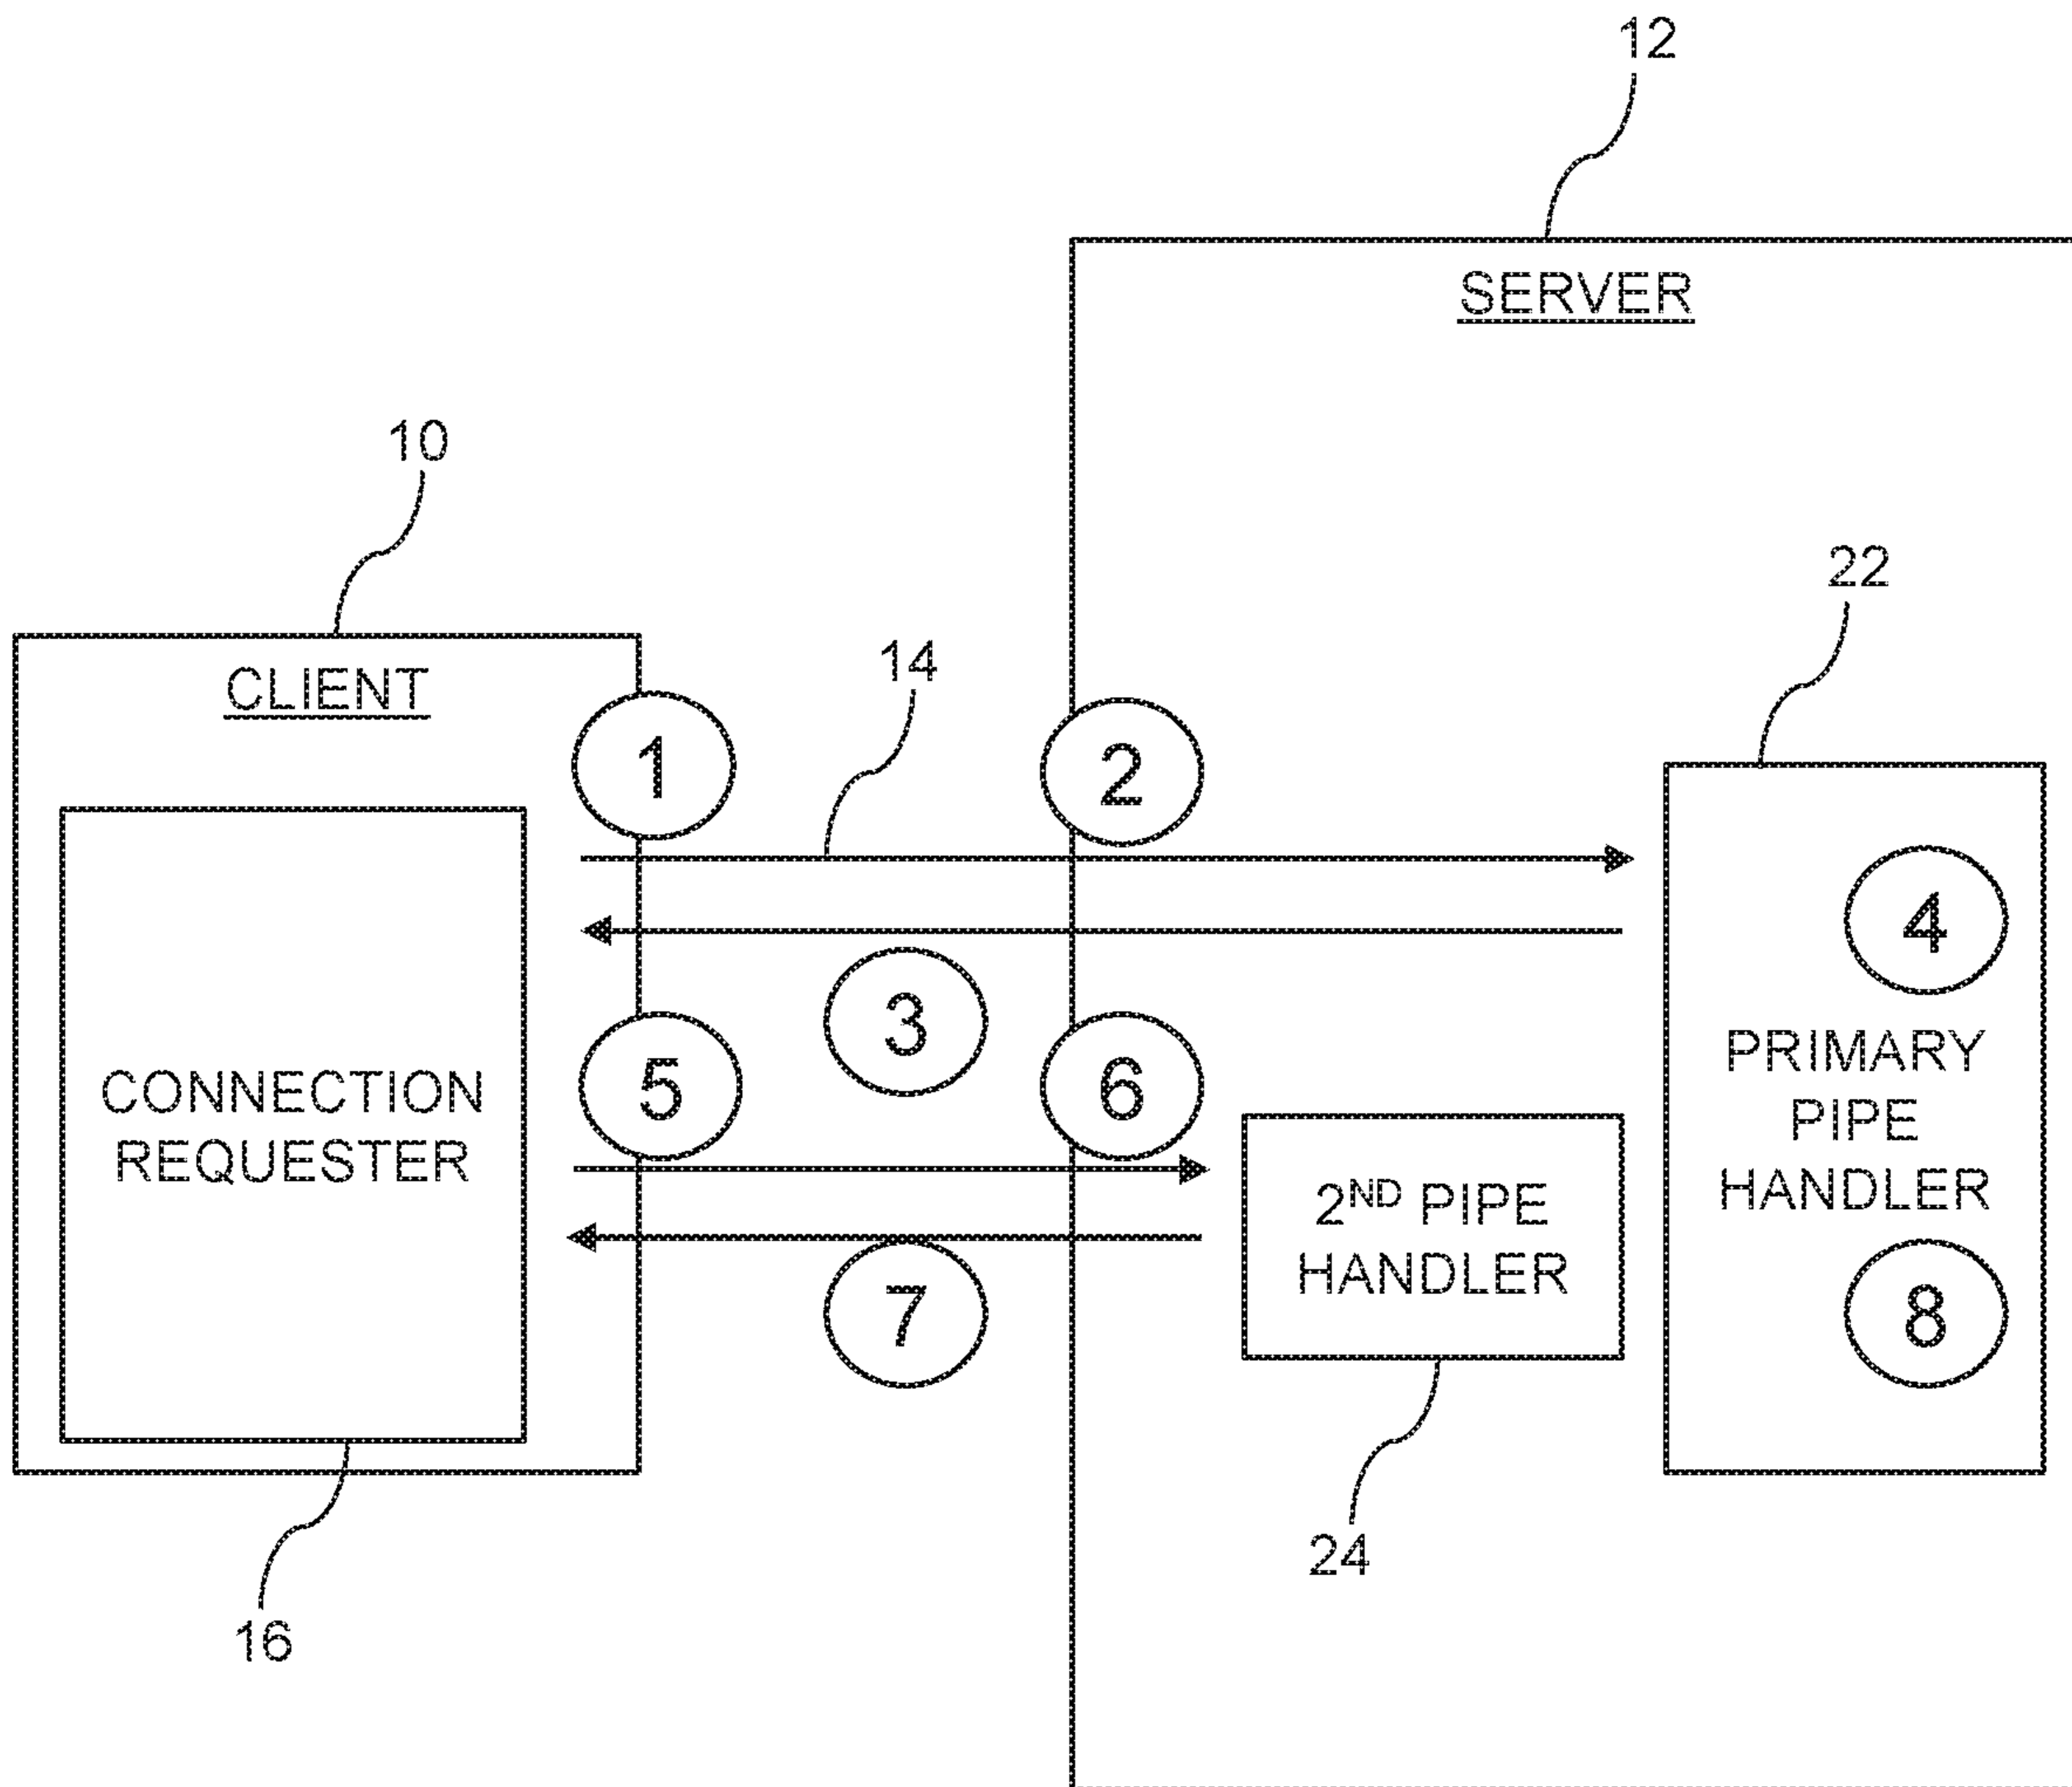 12
SERVER
10
22
14
CLIENT
1
2
4
3
PRIMARY
PIPE
HANDLER
CONNECTION
REQUESTER
5
6
2ND PIPE
HANDLER
7
8
24
16